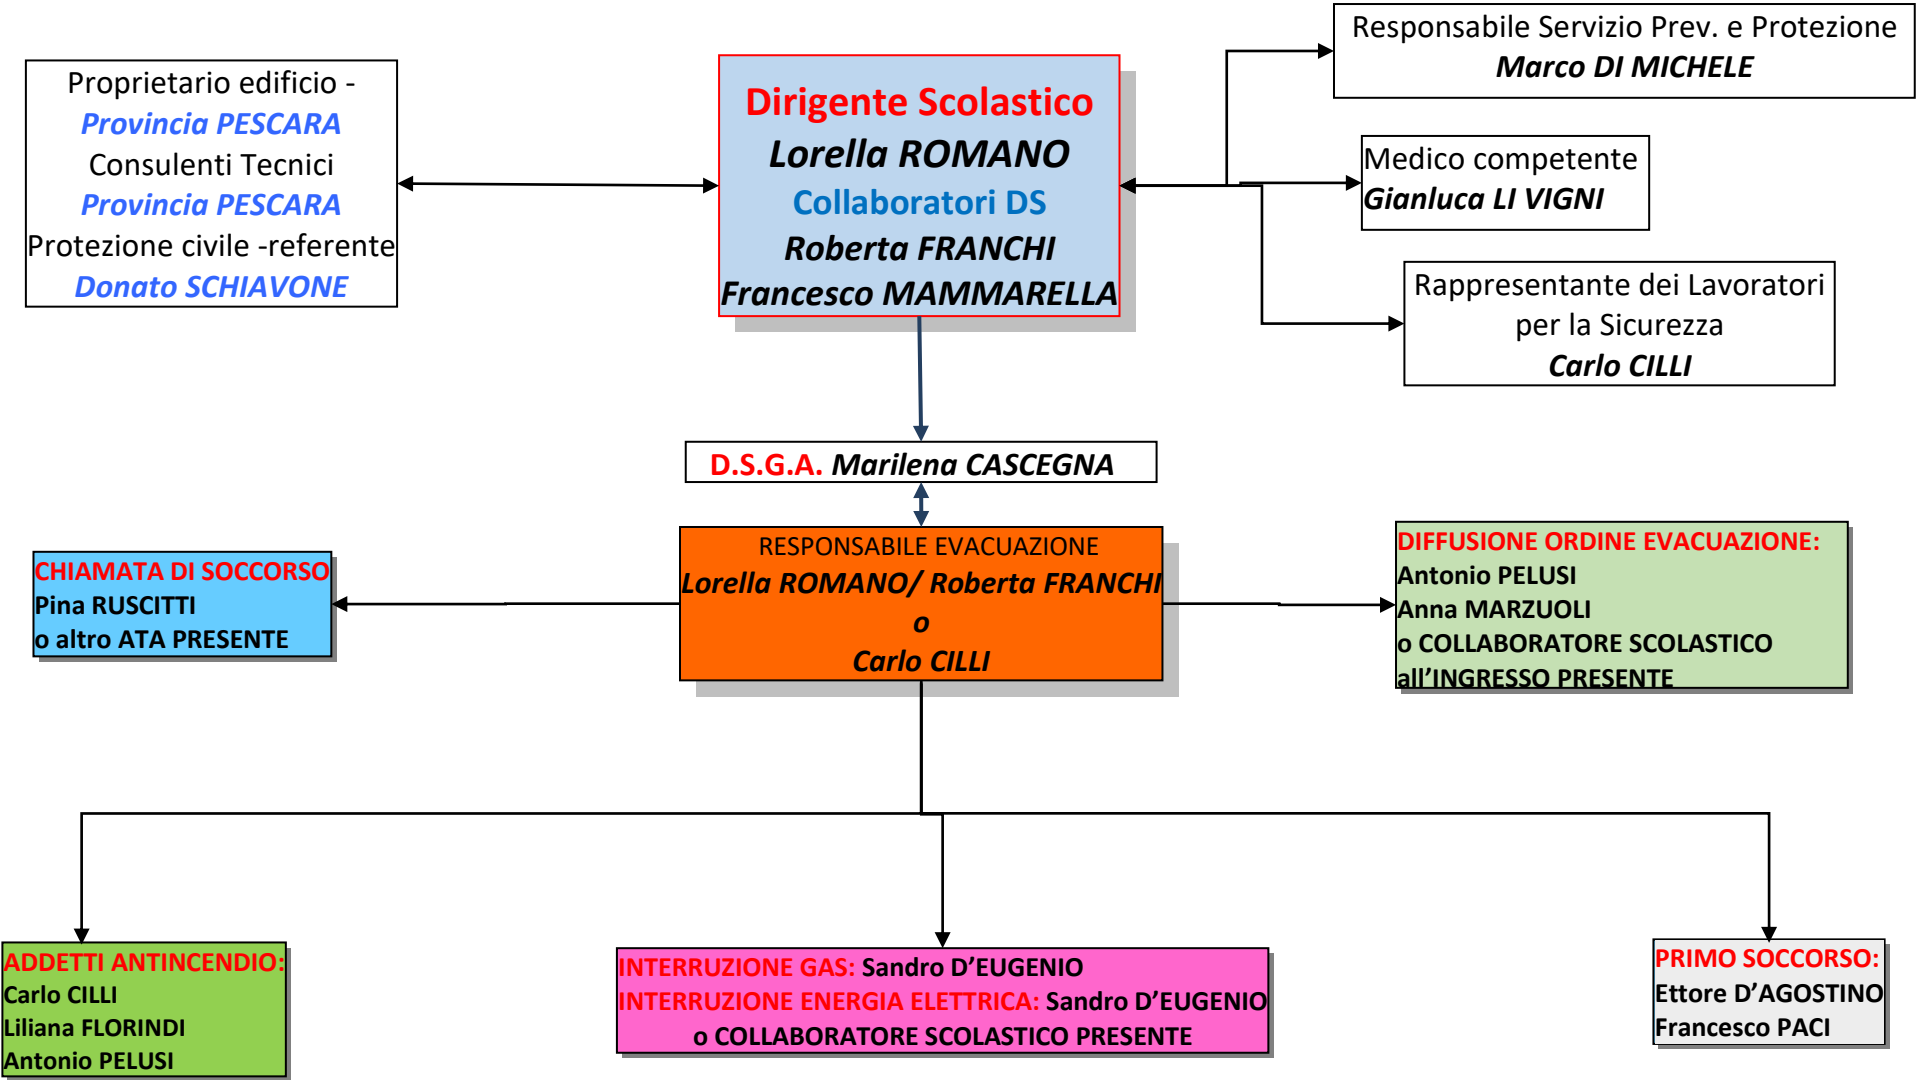 Proprietario edificio -
Provincia PESCARA
Consulenti Tecnici
Provincia PESCARA
Protezione civile -referente
Donato SCHIAVONE
Dirigente Scolastico
Lorella ROMANO
Collaboratori DS
Roberta FRANCHI
Francesco MAMMARELLA
Responsabile Servizio Prev. e Protezione
Marco DI MICHELE
Medico competente
Gianluca LI VIGNI
Rappresentante dei Lavoratori
per la Sicurezza
Carlo CILLI
D.S.G.A. Marilena CASCEGNA
CHIAMATA DI SOCCORSO
Pina RUSCITTI
o altro ATA PRESENTE
RESPONSABILE EVACUAZIONE
Lorella ROMANO/ Roberta FRANCHI
o
Carlo CILLI
DIFFUSIONE ORDINE EVACUAZIONE:
Antonio PELUSI
Anna MARZUOLI
o COLLABORATORE SCOLASTICO
all’INGRESSO PRESENTE
ADDETTI ANTINCENDIO:
Carlo CILLI
Liliana FLORINDI
Antonio PELUSI
INTERRUZIONE GAS: Sandro D’EUGENIO
INTERRUZIONE ENERGIA ELETTRICA: Sandro D’EUGENIO
o COLLABORATORE SCOLASTICO PRESENTE
PRIMO SOCCORSO:
Ettore D’AGOSTINO
Francesco PACI